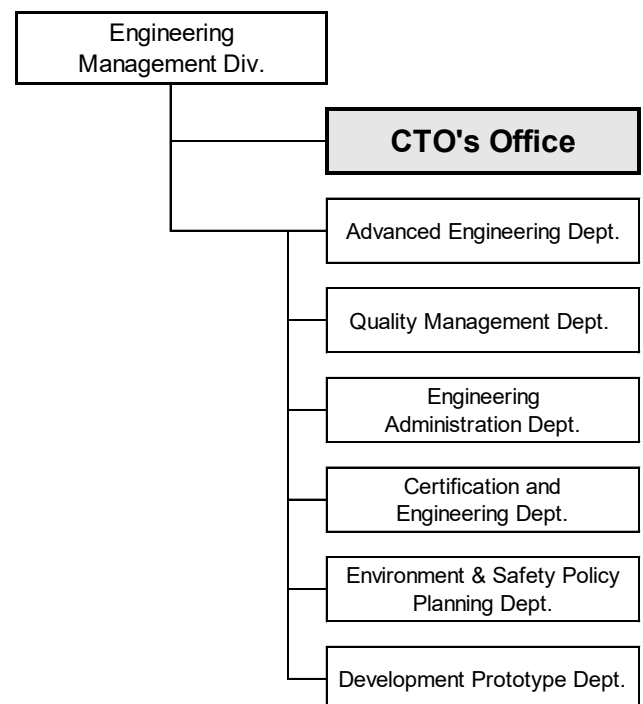 Engineering
Management Div.
CTO's Office
Advanced Engineering Dept.
Quality Management Dept.
Engineering
Administration Dept.
Certification and
Engineering Dept.
Environment & Safety Policy
Planning Dept.
Development Prototype Dept.